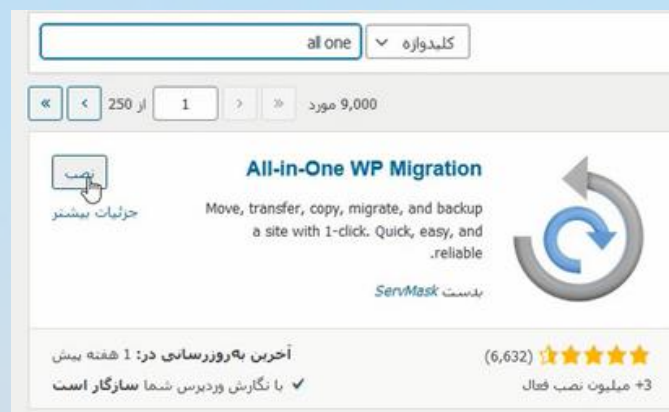 کلیدواژه all one
9,000 مورد « ‹ 1 از 250 › »
All-in-One WP Migration
نصب
جزئیات بیشتر
Move, transfer, copy, migrate, and backup
a site with 1-click. Quick, easy, and
.reliable
بدست ServMask
(6,632)
آخرین به‌روزرسانی در: 1 هفته پیش
3+ میلیون نصب فعال
با نگارش وردپرس شما سازگار است